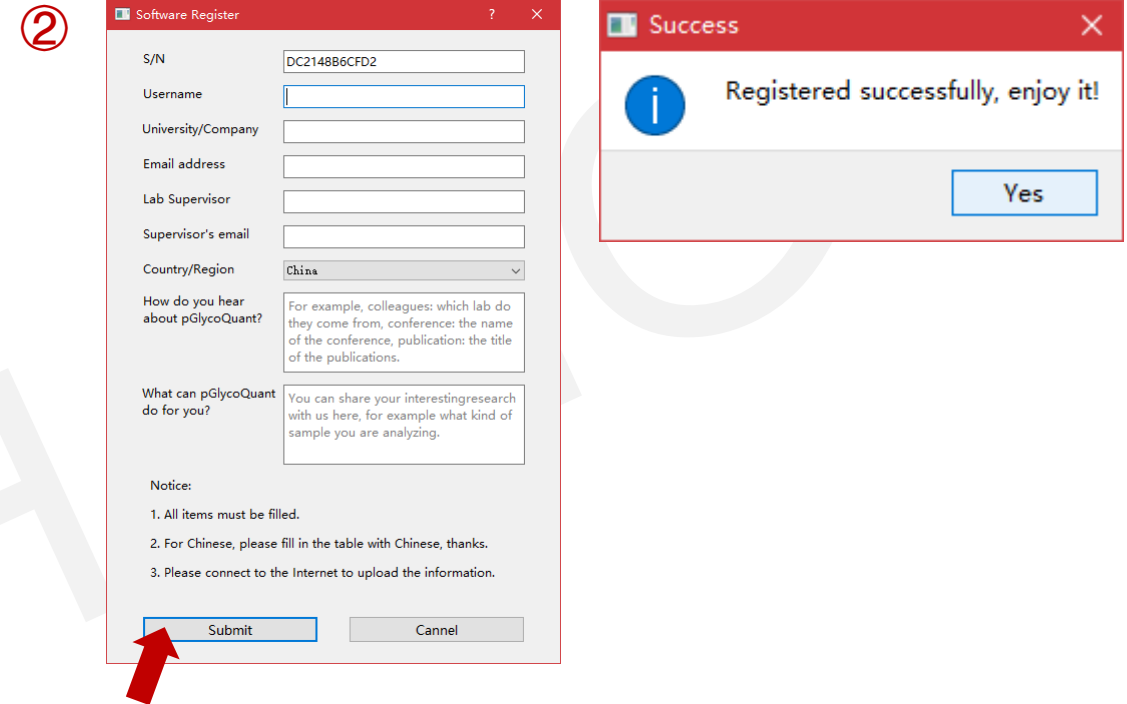 ②
Software Register
S/N
DC2148B6CFD2
Username
University/Company
Email address
Lab Supervisor
Supervisor's email
Country/Region
China
How do you hear
about pGlycoQuant?
For example, colleagues: which lab do
they come from, conference: the name
of the conference, publication: the title
of the publications.
What can pGlycoQuant
do for you?
You can share your interestingresearch
with us here, for example what kind of
sample you are analyzing.
Notice:
1. All items must be filled.
2. For Chinese, please fill in the table with Chinese, thanks.
3. Please connect to the Internet to upload the information.
Submit
Cannel
Success
Registered successfully, enjoy it!
Yes